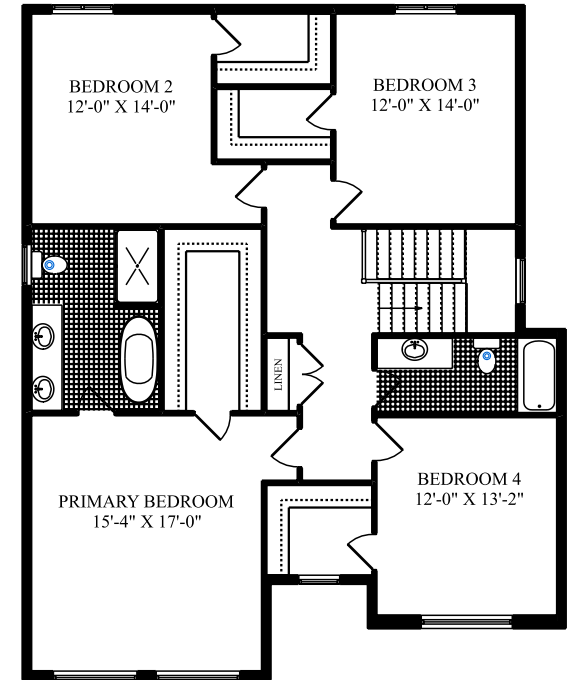 BEDROOM 2
12'-0" X 14'-0"
BEDROOM 3
12'-0" X 14'-0"
LINEN
PRIMARY BEDROOM
15'-4" X 17'-0"
BEDROOM 4
12'-0" X 13'-2"